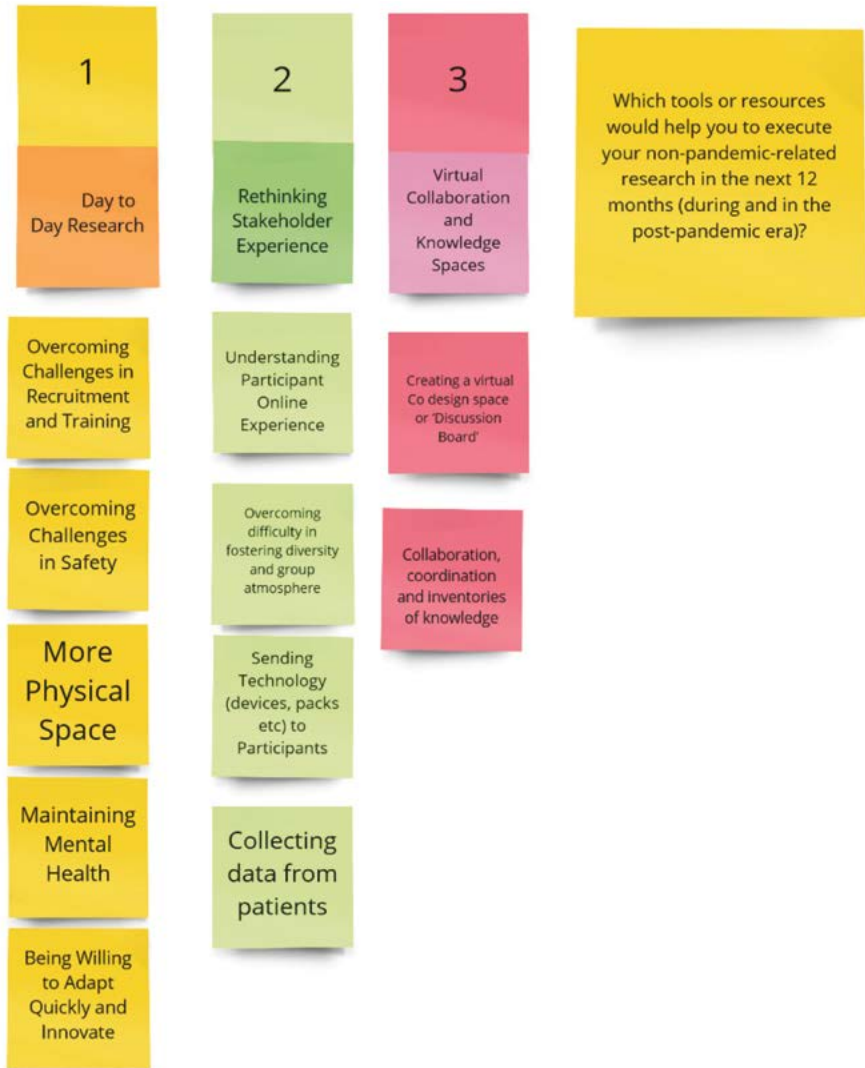 1
Day to
Day Research
Overcoming
Challenges in
Recruitment
and Training
Overcoming
Challenges
in Safety
More
Physical
Space
Maintaining
Mental
Health
Being Willing
to Adapt
Quickly and
Innovate
2
Rethinking
Stakeholder
Experience
Understanding
Participant
Online
Experience
Overcoming
difficulty in
fostering diversity
and group
atmosphere
Sending
Technology
(devices, packs
etc) to
Participants
Collecting
data from
patients
3
Virtual
Collaboration
and
Knowledge
Spaces
Creating a virtual
Co design space
or ‘Discussion
Board’
Collaboration,
coordination
and inventories
of knowledge
Which tools or resources
would help you to execute
your non-pandemic-related
research in the next 12
months (during and in the
post-pandemic era)?